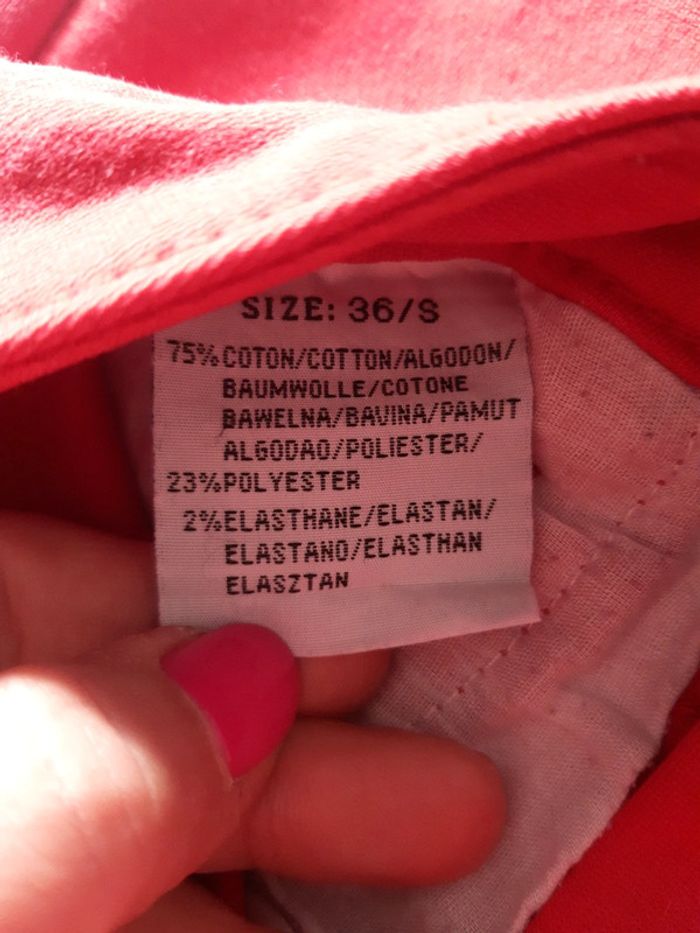 SIZE: 36/S
75% COTON/COTTON/ALGODON/
BAUMWOLLE/COTONE
BAWELNA/BAVINA/PAMUT
ALGODAO/POLIESTER/
23% POLYESTER
2% ELASTHANE/ELASTAN/
ELASTANO/ELASTHAN
ELASZTAN